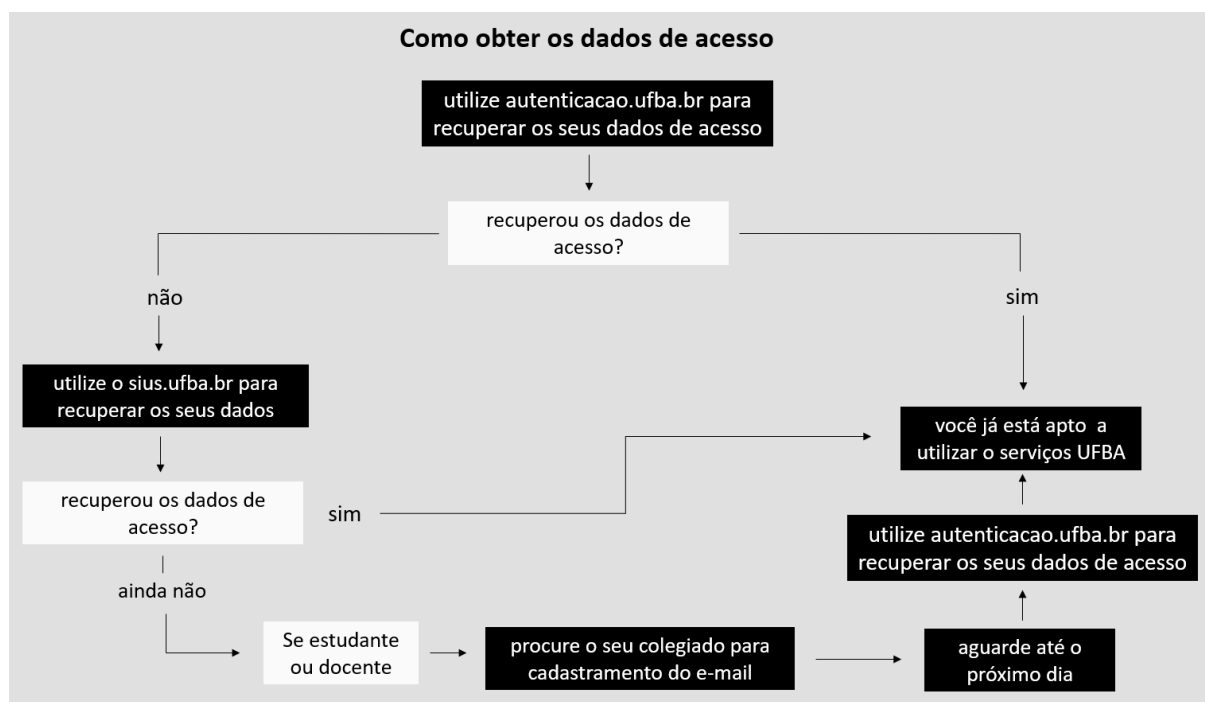 Como obter os dados de acesso
utilize autenticacao.ufba.br para
recuperar os seus dados de acesso
recuperou os dados de
acesso?
não
sim
utilize o sius.ufba.br para
recuperar os seus dados
você já está apto a
utilizar o serviços UFBA
recuperou os dados de
acesso?
sim
utilize autenticacao.ufba.br para
recuperar os seus dados de acesso
ainda não
Se estudante
ou docente
procure o seu colegiado para
cadastramento do e-mail
aguarde até o
próximo dia